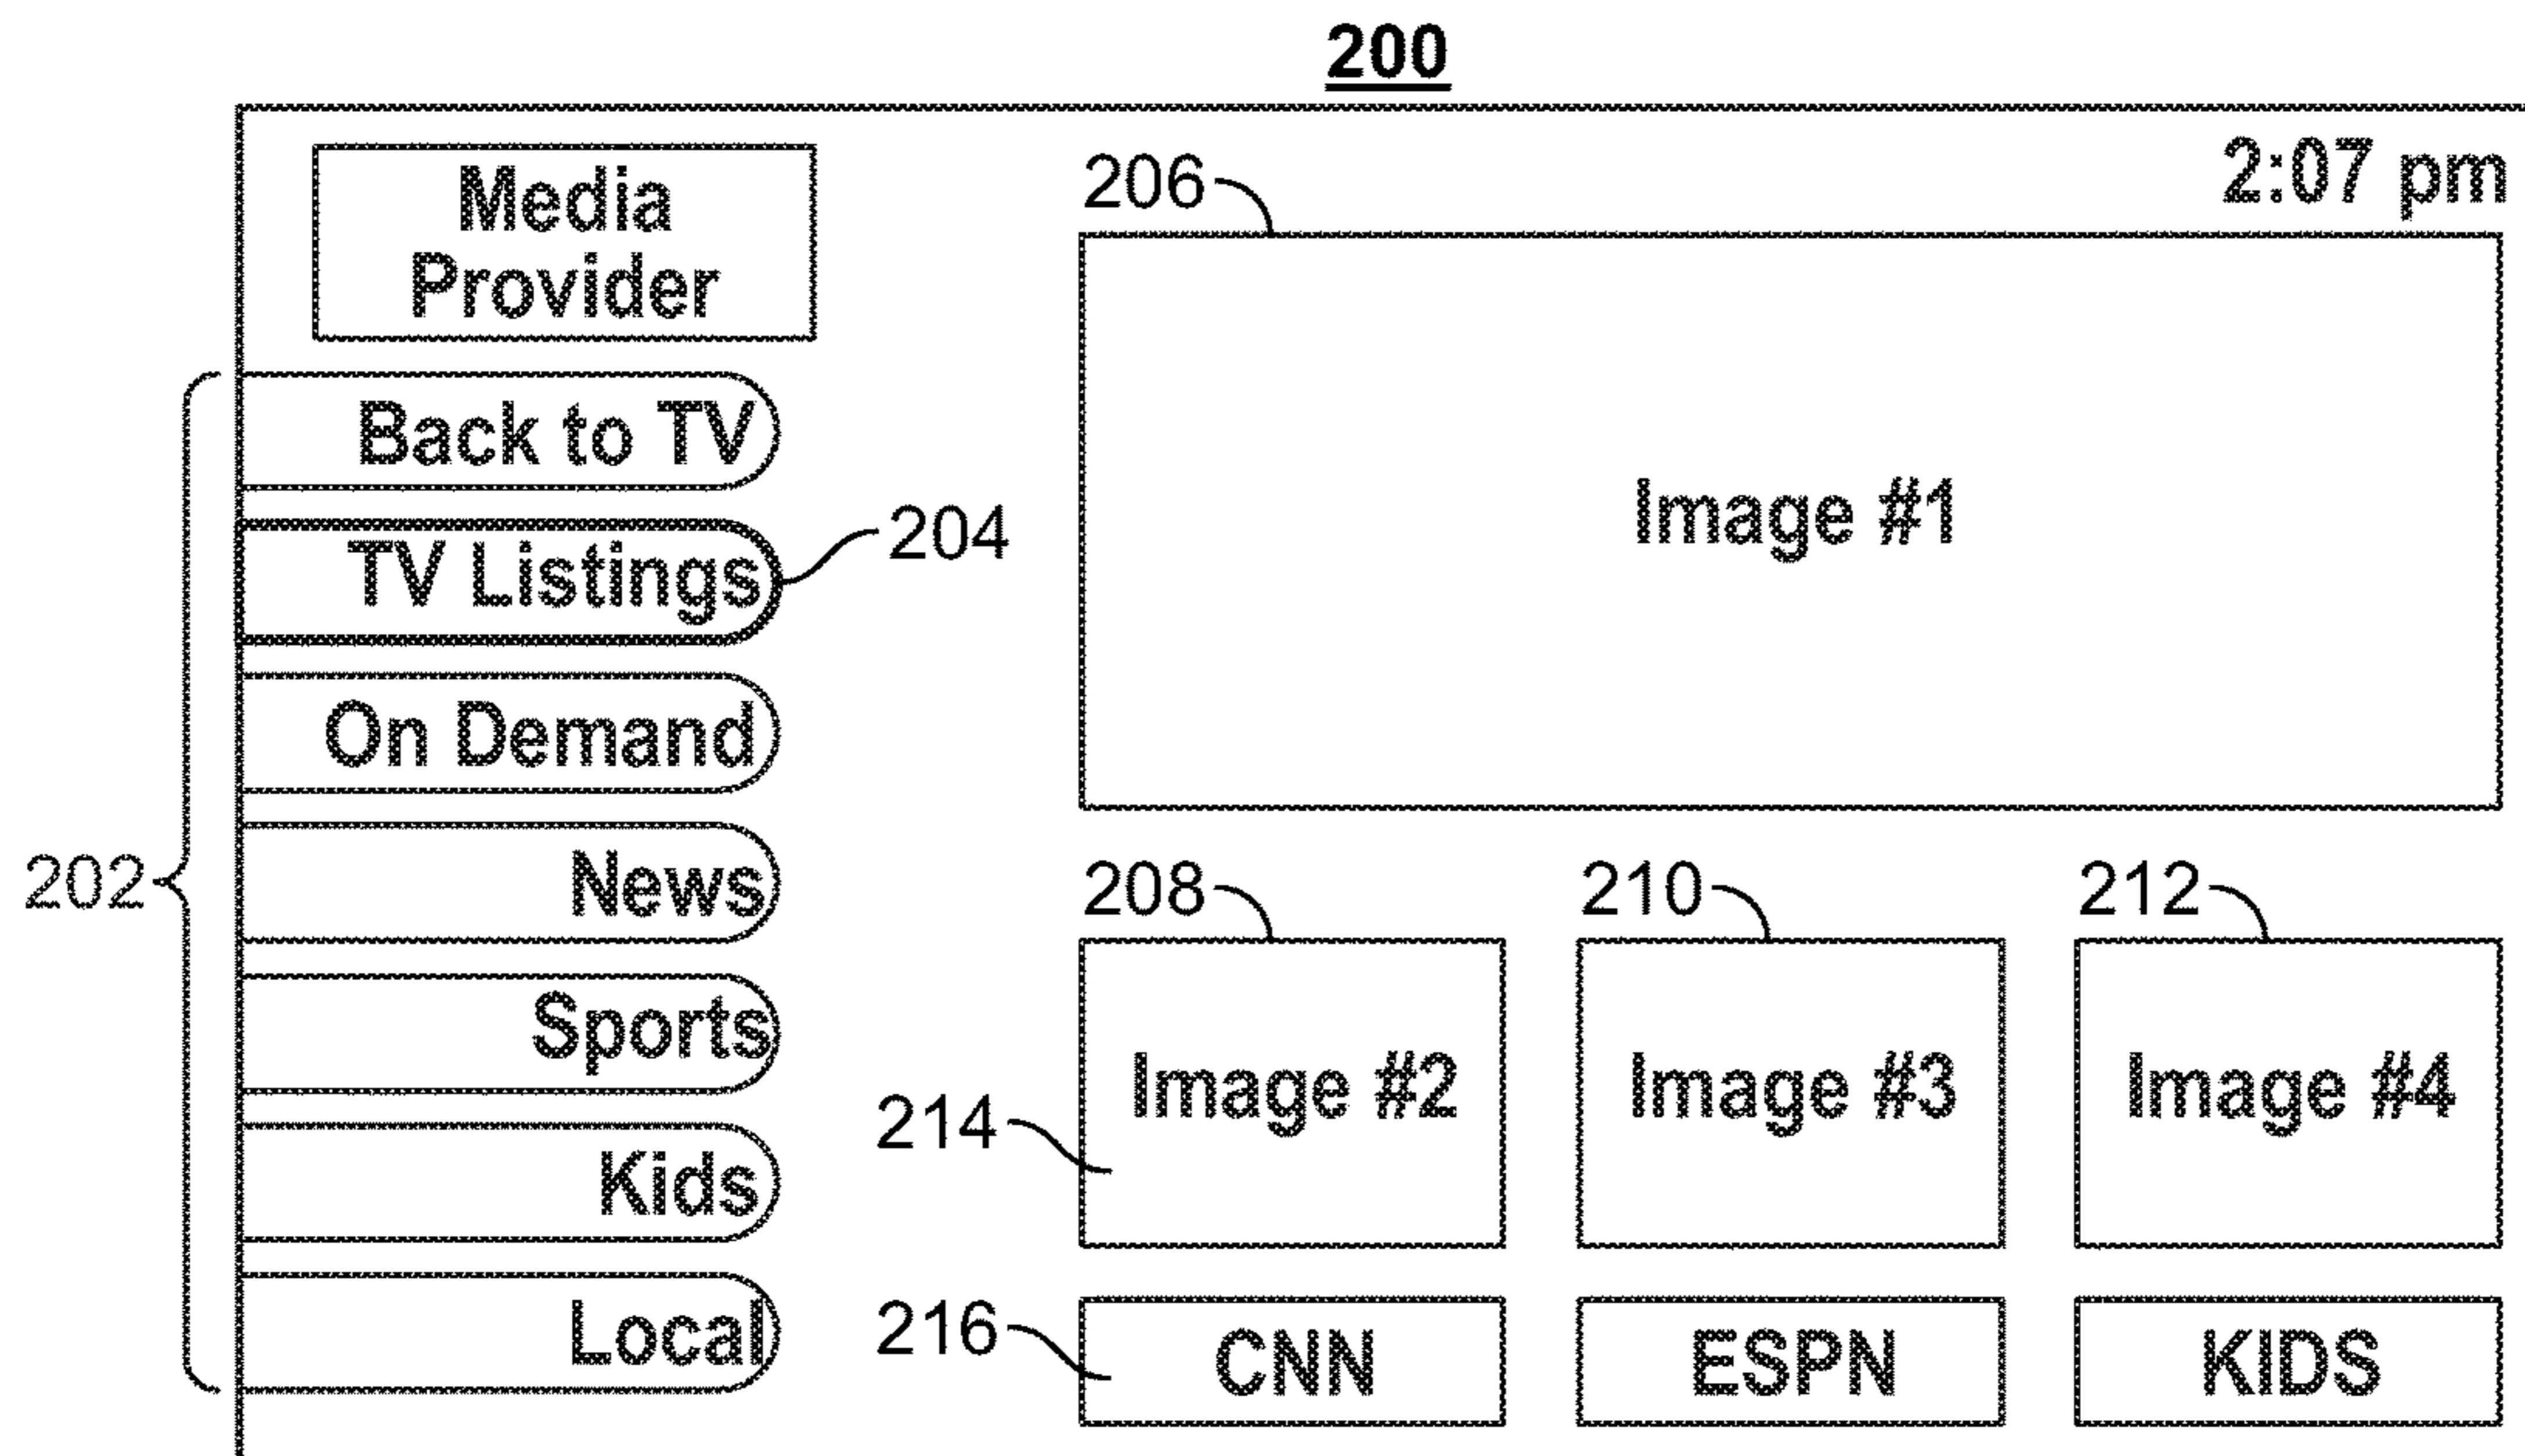 200
2:07 pm
Media
Provider
206
Image #1
Back to TV
TV Listings
204
On Demand
202
News
208
210
212
Sports
Image #2
Image #3
Image #4
214
Kids
Local
216
CNN
ESPN
KIDS